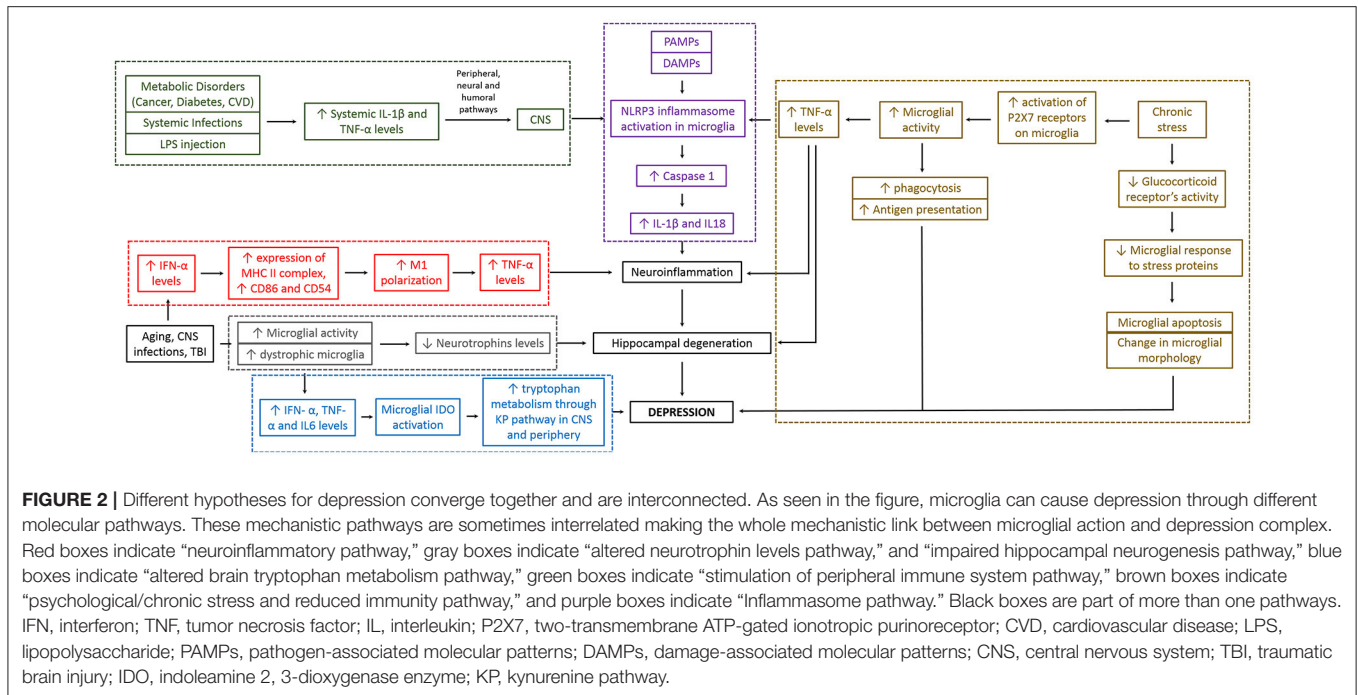 PAMPs
DAMPs
Metabolic Disorders
(Cancer, Diabetes, CVD)
Systemic Infections
LPS injection
↑ Systemic IL-1β and
TNF-α levels
Peripheral,
neural and
humoral
pathways
CNS
NLRP3 inflammasome
activation in microglia
↑ Caspase 1
↑ IL-1β and IL18
↑ TNF-α
levels
↑ Microglial
activity
↑ activation of
P2X7 receptors
on microglia
Chronic
stress
↑ phagocytosis
↑ Antigen presentation
↓ Glucocorticoid
receptor's activity
↓ Microglial response
to stress proteins
Microglial apoptosis
Change in microglial
morphology
↑ IFN-α
levels
↑ expression of
MHC II complex,
↑ CD86 and CD54
↑ M1
polarization
↑ TNF-α
levels
Neuroinflammation
Aging, CNS
infections, TBI
↑ Microglial activity
↑ dystrophic microglia
↓ Neurotrophins levels
Hippocampal degeneration
↑ IFN- α, TNF-
α and IL6 levels
Microglial IDO
activation
↑ tryptophan
metabolism through
KP pathway in CNS
and periphery
DEPRESSION
FIGURE 2 | Different hypotheses for depression converge together and are interconnected. As seen in the figure, microglia can cause depression through different
molecular pathways. These mechanistic pathways are sometimes interrelated making the whole mechanistic link between microglial action and depression complex.
Red boxes indicate “neuroinflammatory pathway,” gray boxes indicate “altered neurotrophin levels pathway,” and “impaired hippocampal neurogenesis pathway,” blue
boxes indicate “altered brain tryptophan metabolism pathway,” green boxes indicate “stimulation of peripheral immune system pathway,” brown boxes indicate
“psychological/chronic stress and reduced immunity pathway,” and purple boxes indicate “Inflammasome pathway.” Black boxes are part of more than one pathways.
IFN, interferon; TNF, tumor necrosis factor; IL, interleukin; P2X7, two-transmembrane ATP-gated ionotropic purinoreceptor; CVD, cardiovascular disease; LPS,
lipopolysaccharide; PAMPs, pathogen-associated molecular patterns; DAMPs, damage-associated molecular patterns; CNS, central nervous system; TBI, traumatic
brain injury; IDO, indoleamine 2, 3-dioxygenase enzyme; KP, kynurenine pathway.